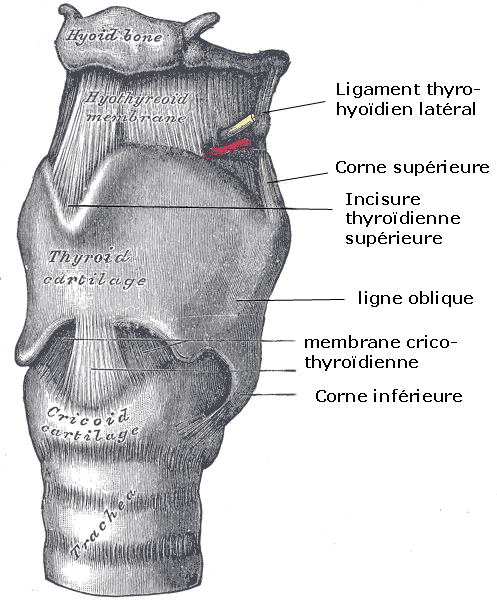 Hyoid bone
Hyothyreoid
membrane
Ligament thyro-
hyoïdien latéral
Corne supérieure
Incisure
thyroïdienne
supérieure
Thyroid
cartilage
ligne oblique
membrane crico-
thyroïdienne
Corne inférieure
Cricoid
cartilage
Trachea